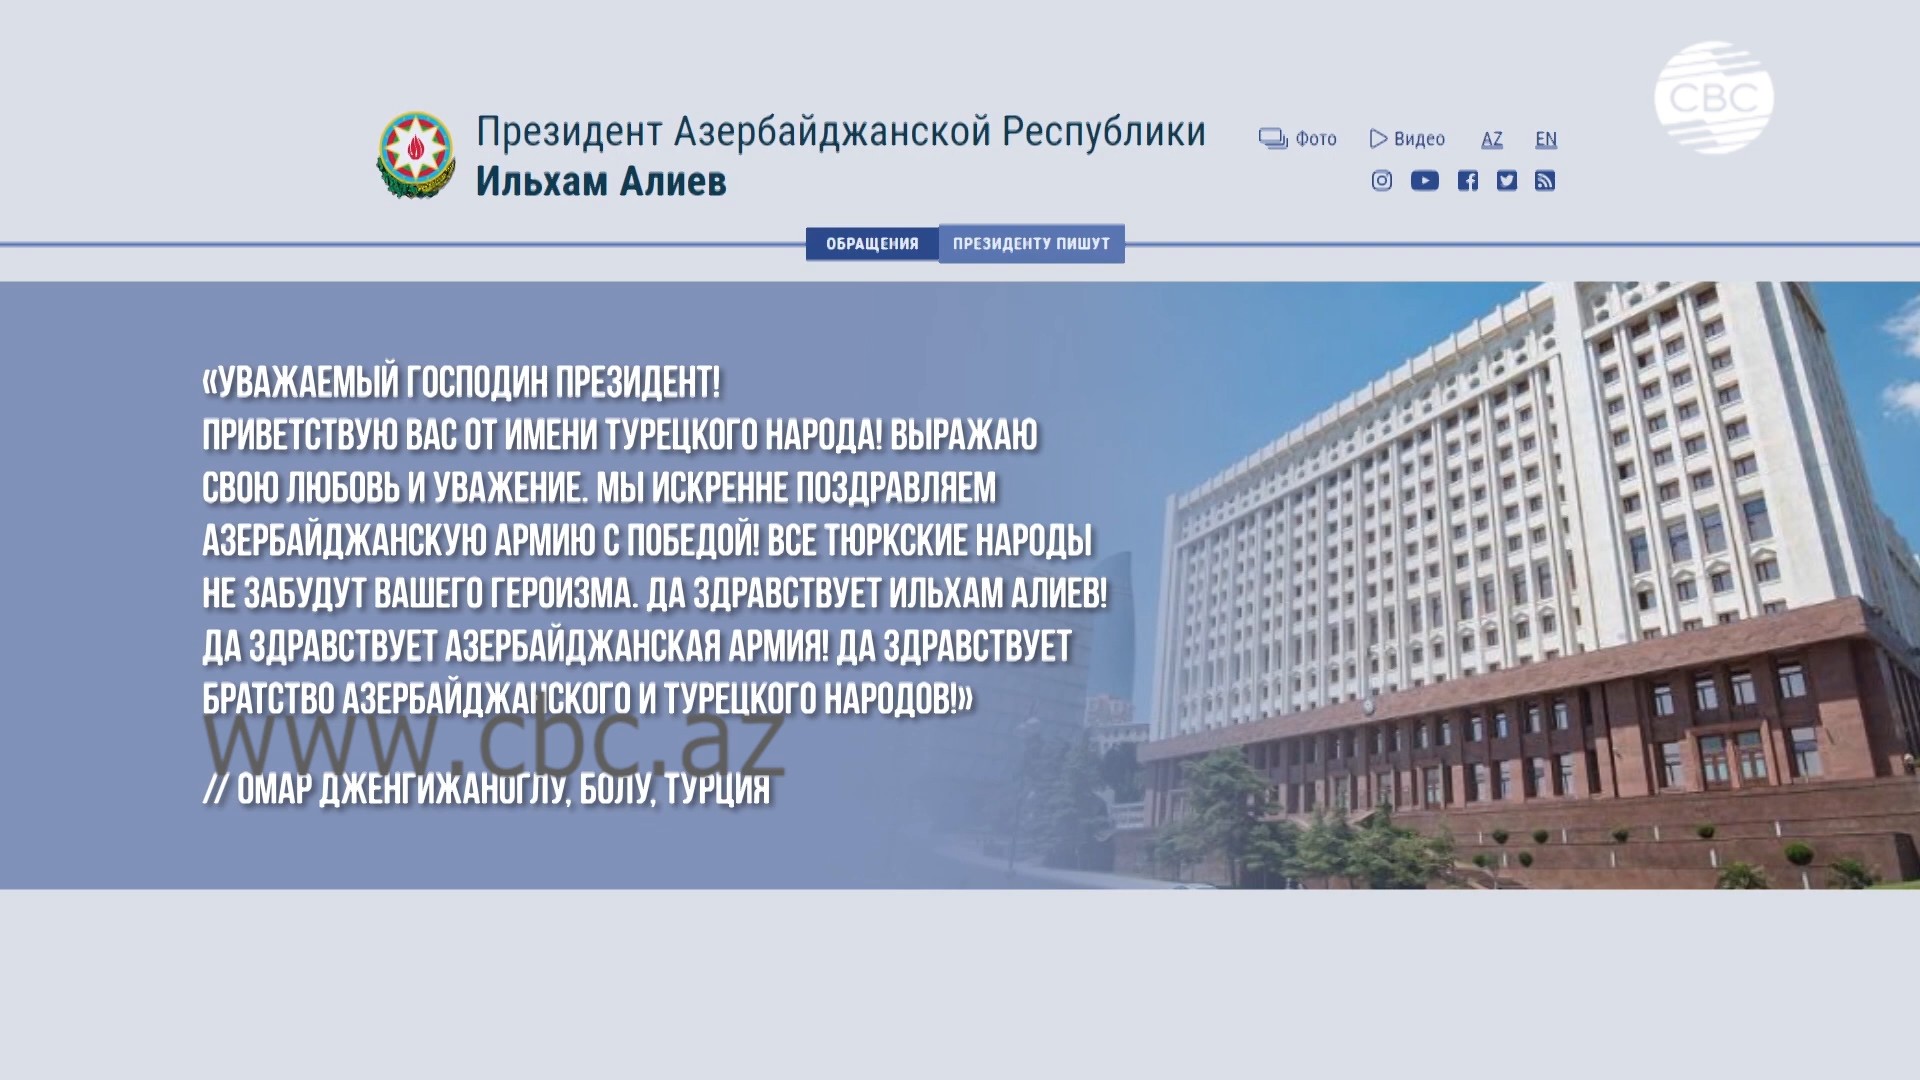 CBC
Президент Азербайджанской Республики
Ильхам Алиев
Фото Видео AZ EN
ОБРАЩЕНИЯ ПРЕЗИДЕНТУ ПИШУТ
«УВАЖАЕМЫЙ ГОСПОДИН ПРЕЗИДЕНТ!
ПРИВЕТСТВУЮ ВАС ОТ ИМЕНИ ТУРЕЦКОГО НАРОДА! ВЫРАЖАЮ
СВОЮ ЛЮБОВЬ И УВАЖЕНИЕ. МЫ ИСКРЕННЕ ПОЗДРАВЛЯЕМ
АЗЕРБАЙДЖАНСКУЮ АРМИЮ С ПОБЕДОЙ! ВСЕ ТЮРКСКИЕ НАРОДЫ
НЕ ЗАБУДУТ ВАШЕГО ГЕРОИЗМА. ДА ЗДРАВСТВУЕТ ИЛЬХАМ АЛИЕВ!
ДА ЗДРАВСТВУЕТ АЗЕРБАЙДЖАНСКАЯ АРМИЯ! ДА ЗДРАВСТВУЕТ
БРАТСТВО АЗЕРБАЙДЖАНСКОГО И ТУРЕЦКОГО НАРОДОВ!»
www.cbc.az
// ОМАР ДЖЕНГИЖАНОГЛУ, БОЛУ, ТУРЦИЯ